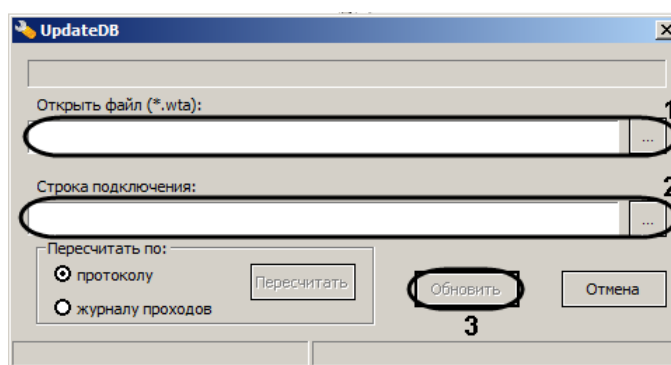 UpdateDB
Открыть файл (*.wta):
1
...
Строка подключения:
2
...
Пересчитать по:
протоколу
Пересчитать
Обновить
Отмена
журналу проходов
3